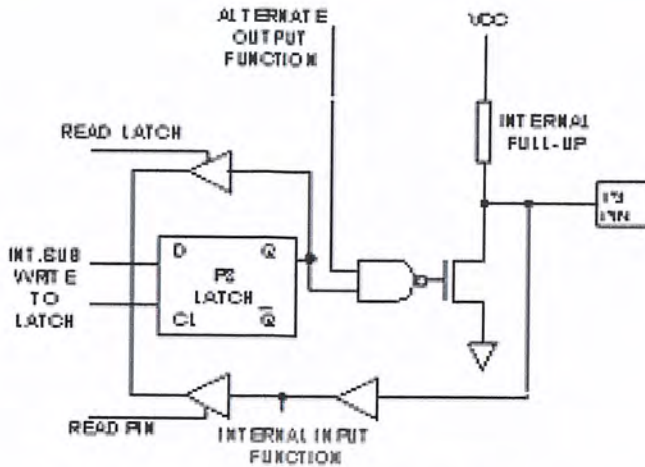 ALTERNATE
OUTPUT
FUNCTION
VCC
READ LATCH
INTERNAL
PULL-UP
INT.BUS
WRITE
TO
LATCH
D
Q
P3
LATCH
CL
Q
PIN
READ PIN
INTERNAL INPUT
FUNCTION